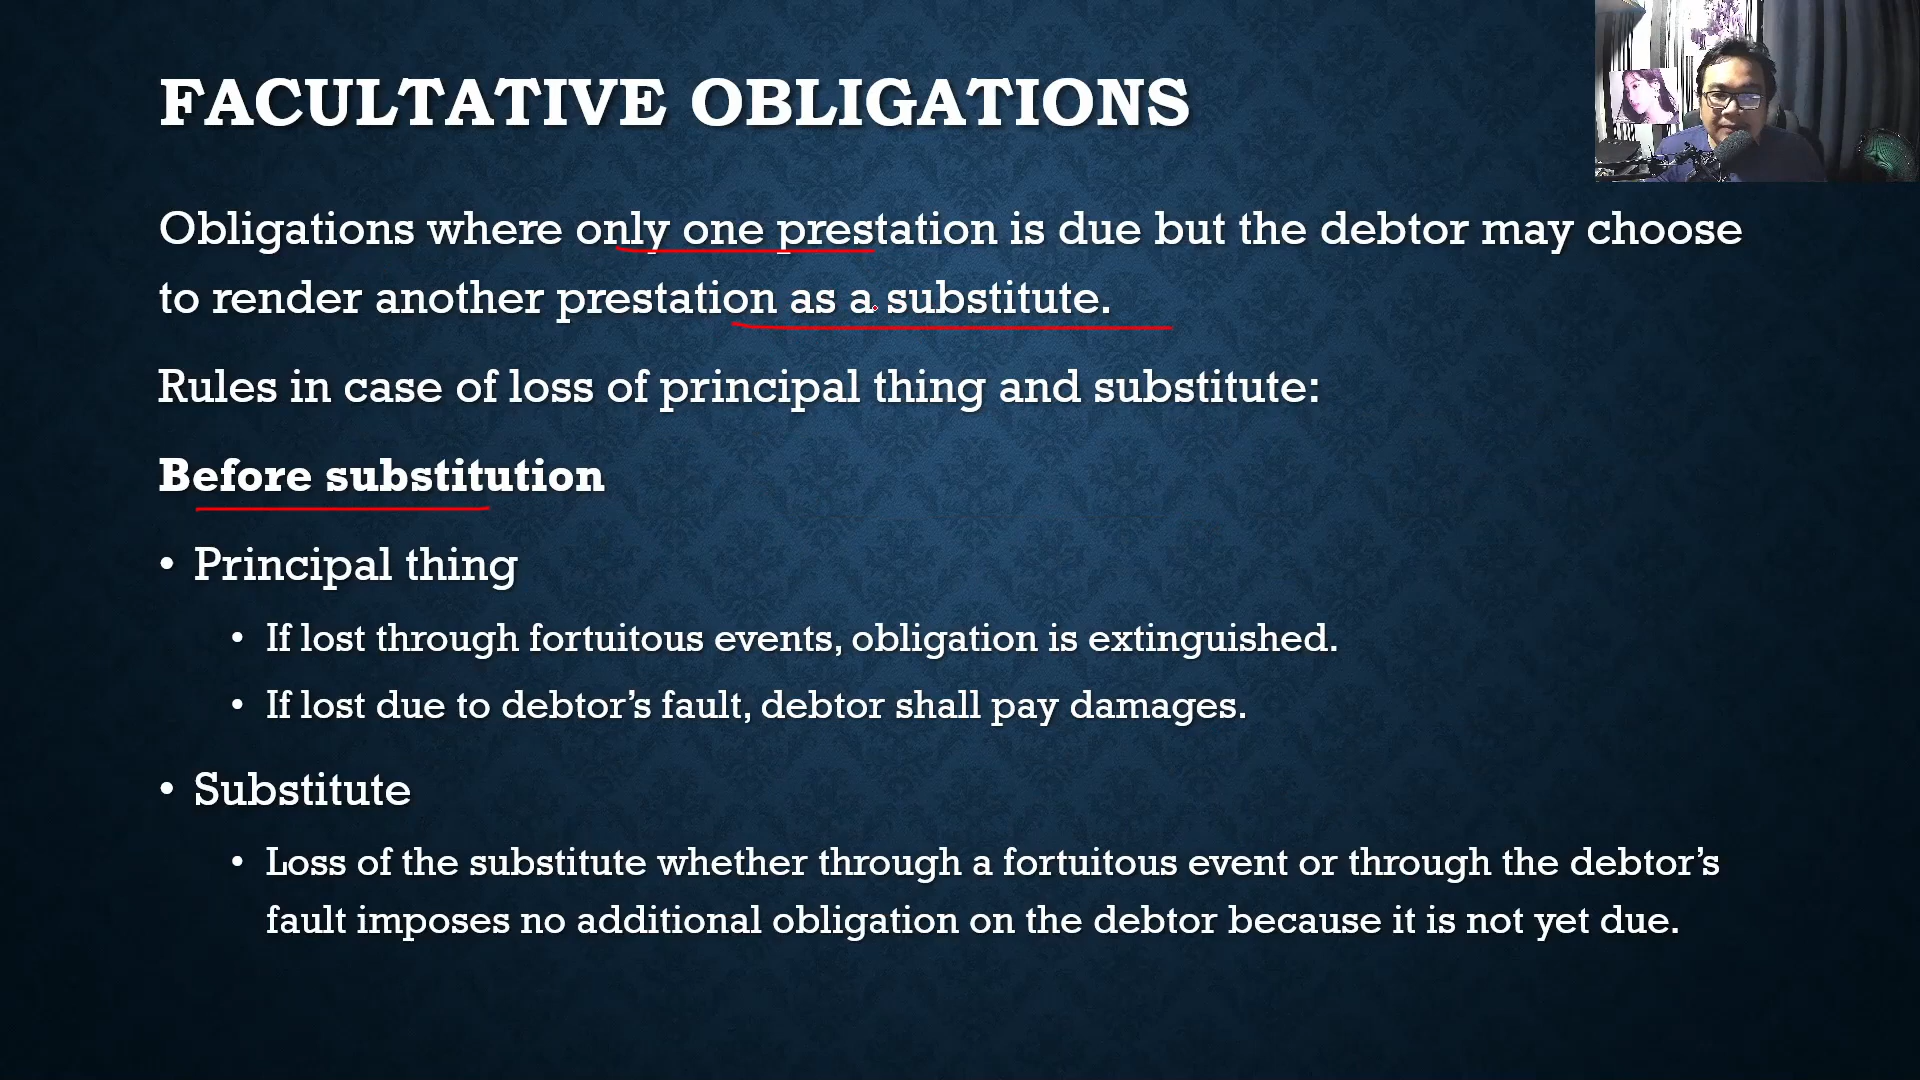 FACULTATIVE OBLIGATIONS
Obligations where only one prestation is due but the debtor may choose
to render another prestation as a substitute.
Rules in case of loss of principal thing and substitute:
Before substitution
• Principal thing
• If lost through fortuitous events, obligation is extinguished.
• If lost due to debtor’s fault, debtor shall pay damages.
• Substitute
• Loss of the substitute whether through a fortuitous event or through the debtor’s
fault imposes no additional obligation on the debtor because it is not yet due.